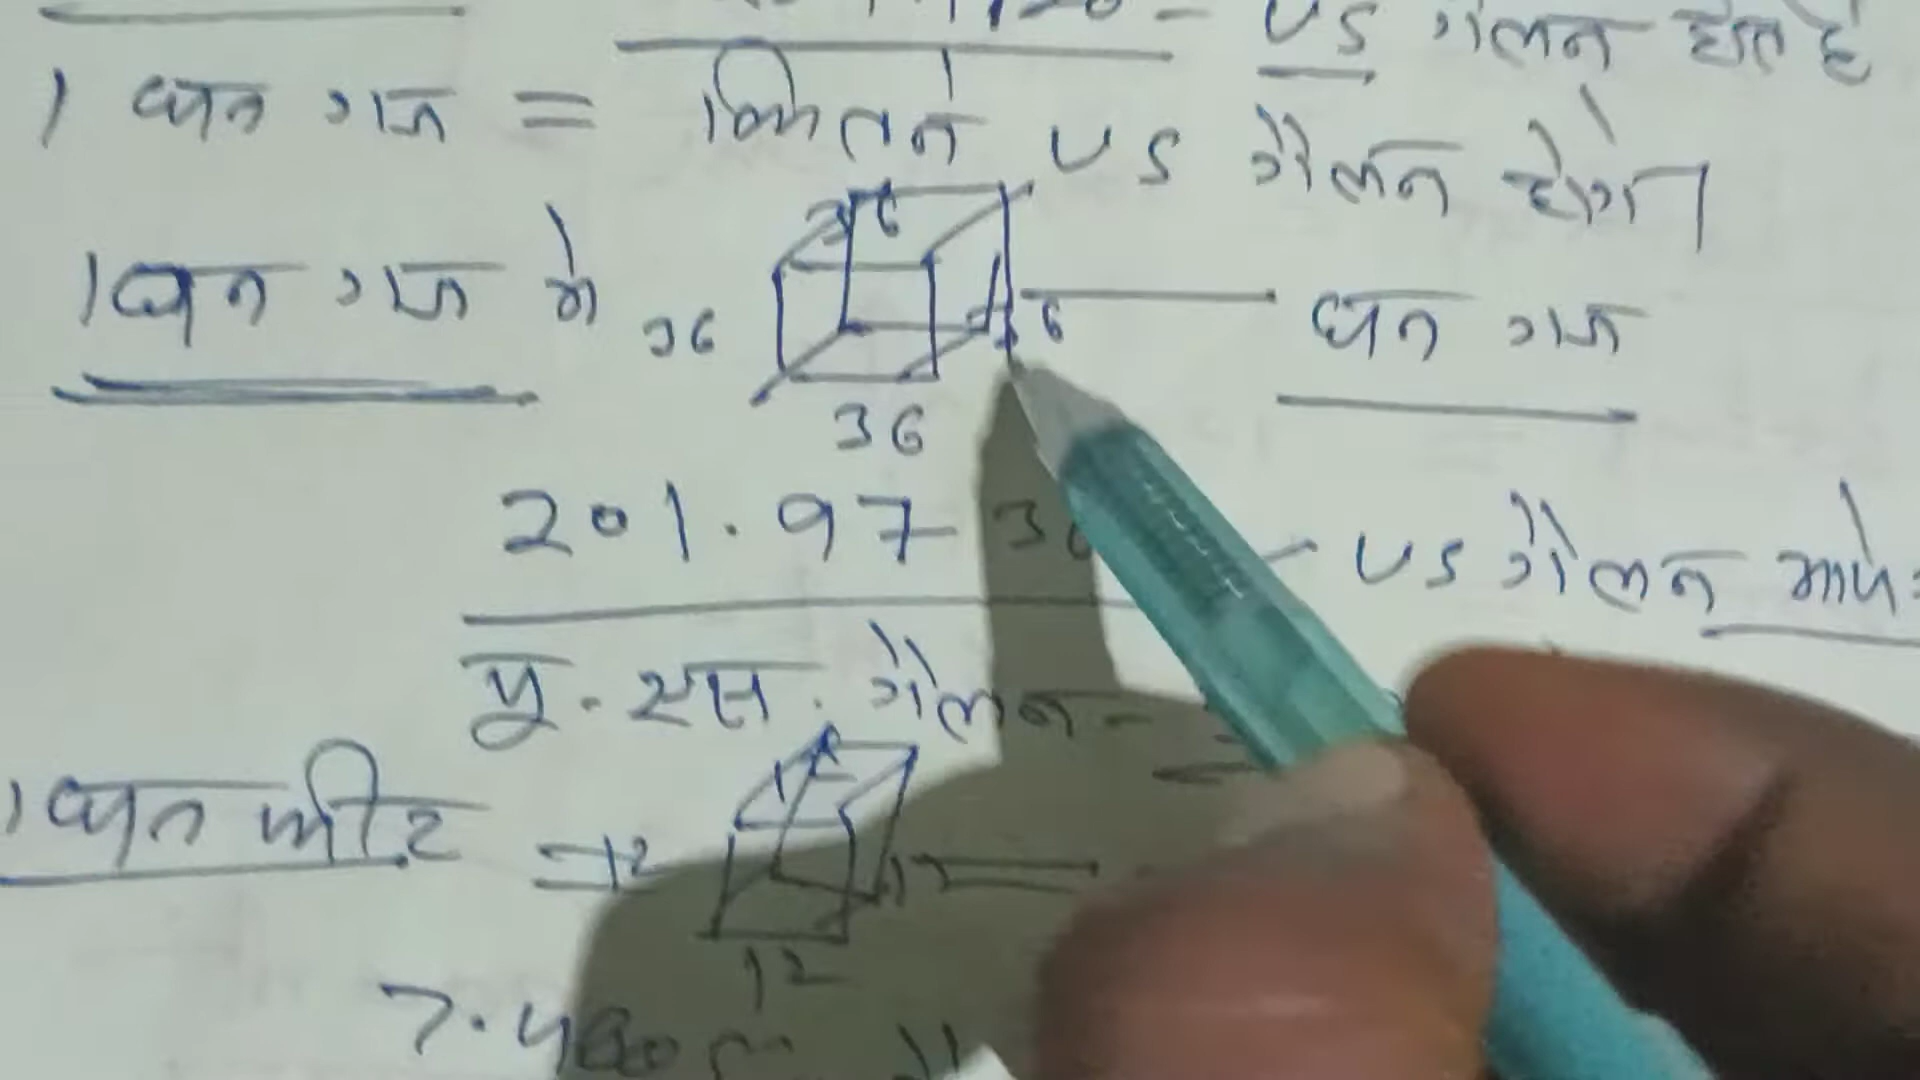 US गेलन होते है
1 घन गज = कितने US गेलन होगे
1 घन गज मे 36 36 36 घन गज
36
201.97 US गैलन माप
यु. एस. गैलन
1 घन फीट = 12 12
12
7.480